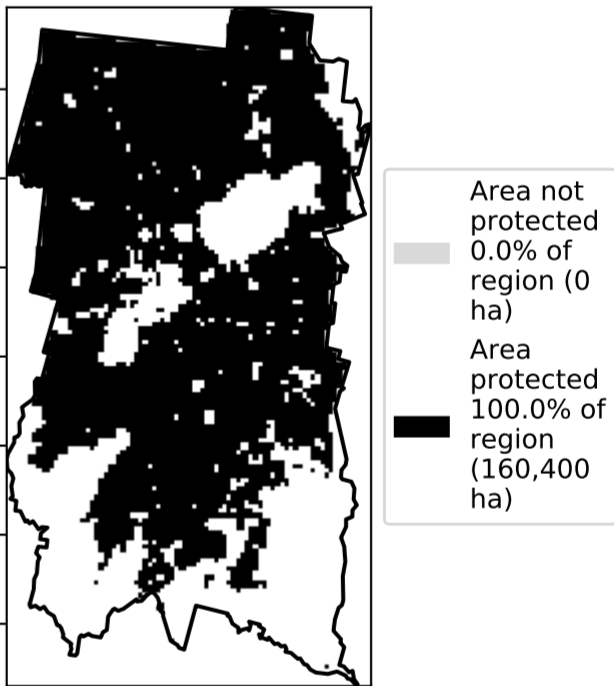 Area not
protected
0.0% of
region (0
ha)
Area
protected
100.0% of
region
(160,400
ha)